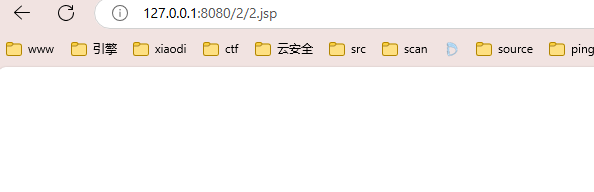 127.0.0.1:8080/2/2.jsp
www 引擎 xiaodi ctf 云安全 src scan source ping